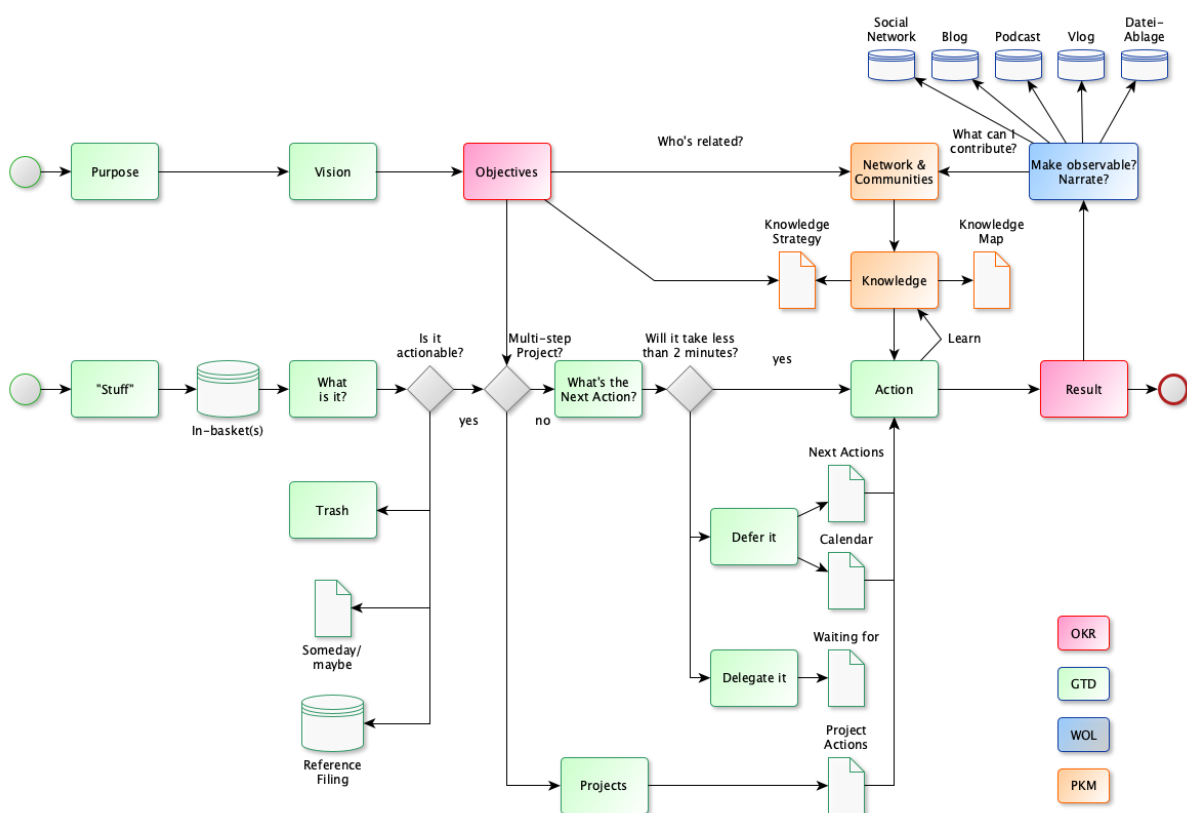 Social
Network
Blog
Podcast
Vlog
Datei-
Ablage
Who's related?
What can I
contribute?
Purpose
Vision
Objectives
Network &
Communities
Make observable?
Narrate?
Knowledge
Strategy
Knowledge
Map
Knowledge
Learn
Is it
actionable?
Multi-step
Project?
Will it take less
than 2 minutes?
yes
"Stuff"
In-basket(s)
What
is it?
yes
no
What's the
Next Action?
Action
Result
Next Actions
Trash
Defer it
Calendar
Someday/
maybe
Waiting for
Delegate it
Reference
Filing
Project
Actions
Projects
OKR
GTD
WOL
PKM